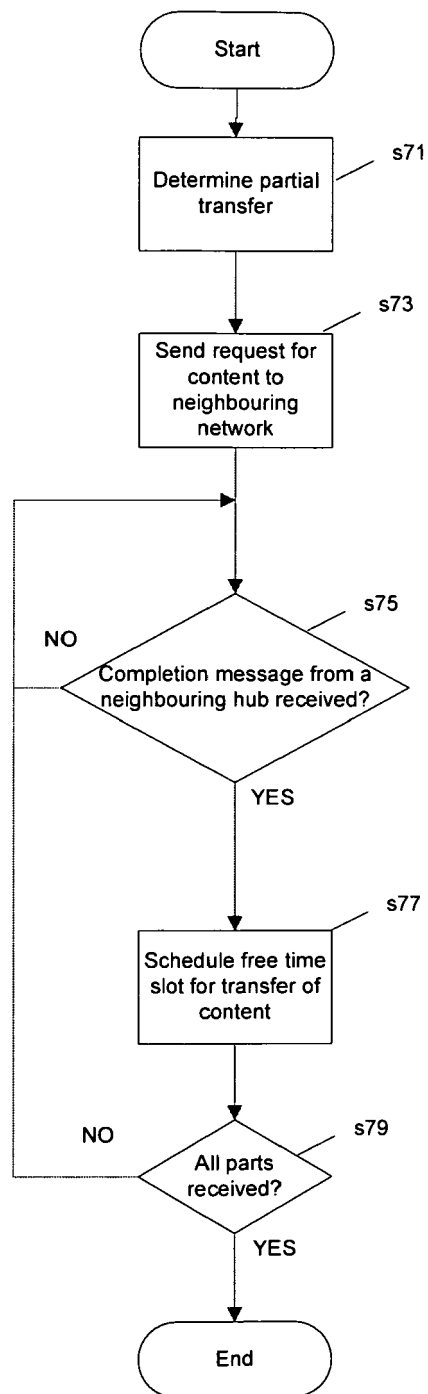 Start
s71
Determine partial
transfer
s73
Send request for
content to
neighbouring
network
s75
NO
Completion message from a
neighbouring hub received?
YES
s77
Schedule free time
slot for transfer of
content
NO
s79
All parts
received?
YES
End